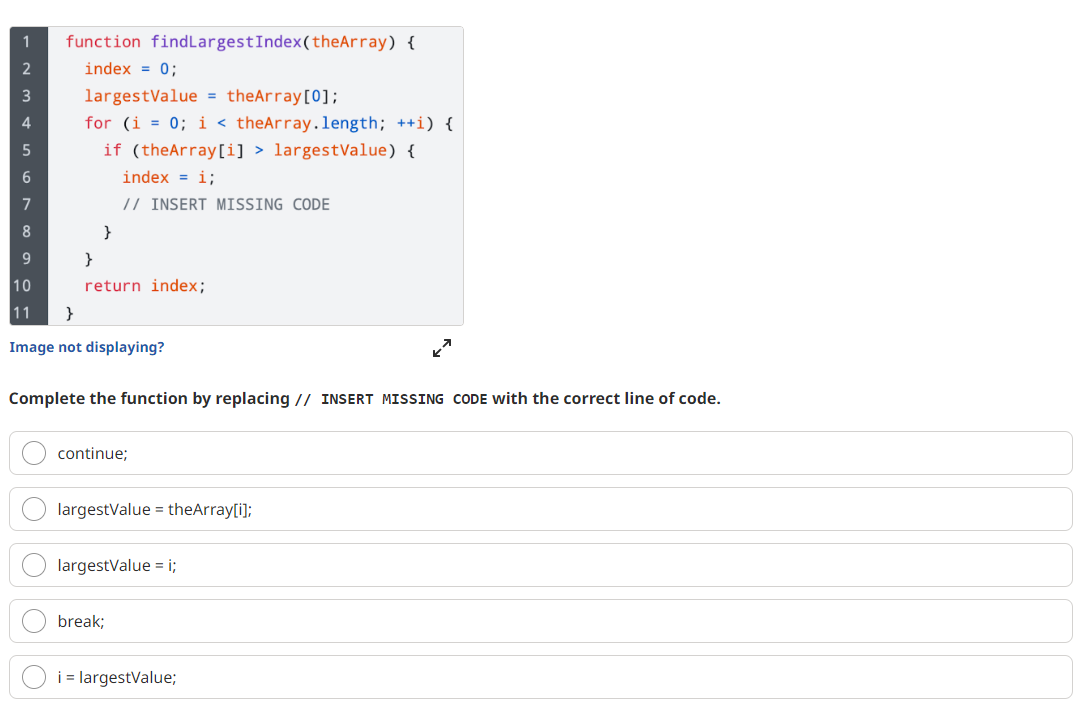 1 function findLargestIndex(theArray) {
2 index = 0;
3 largestValue = theArray[0];
4 for (i = 0; i < theArray.length; ++i) {
5 if (theArray[i] > largestValue) {
6 index = i;
7 // INSERT MISSING CODE
8 }
9 }
10 return index;
11 }
Image not displaying?
Complete the function by replacing // INSERT MISSING CODE with the correct line of code.
continue;
largestValue = theArray[i];
largestValue = i;
break;
i = largestValue;